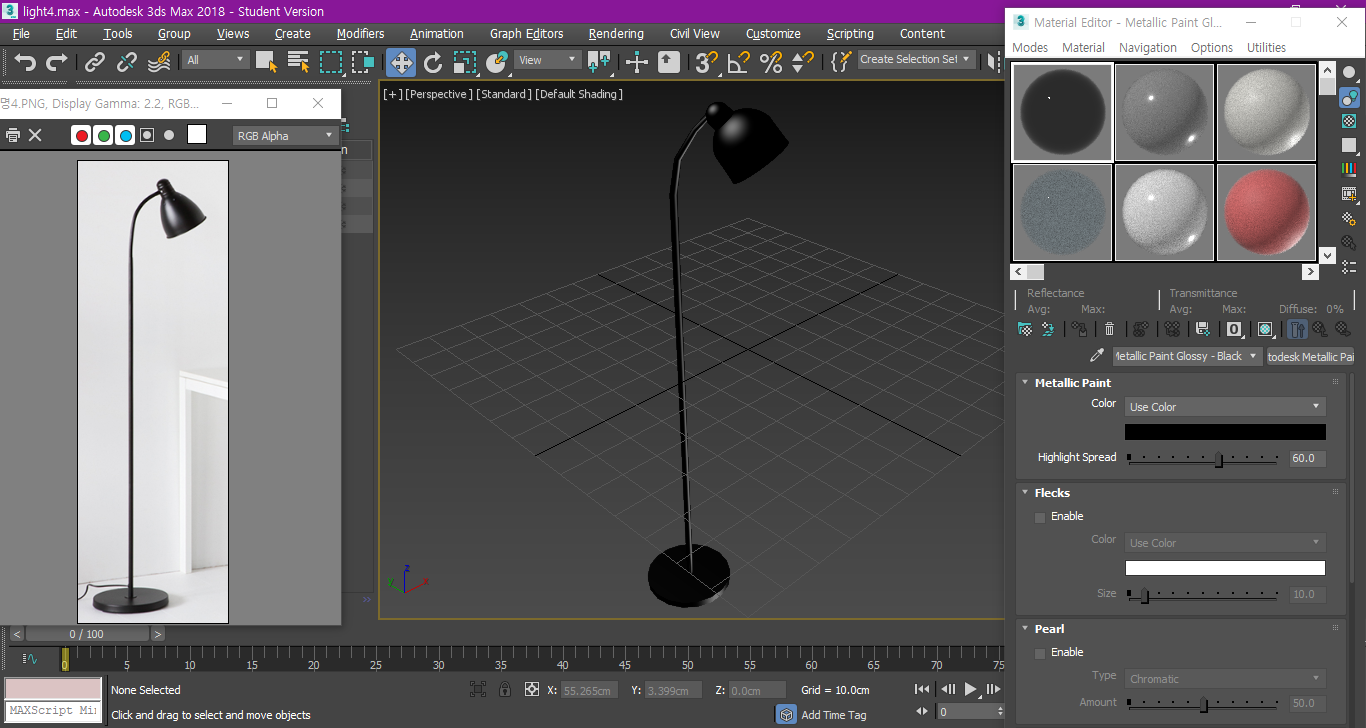 light4.max - Autodesk 3ds Max 2018 - Student Version
File Edit Tools Group Views Create Modifiers Animation Graph Editors Rendering Civil View Customize Scripting Content
All View Create Selection Set
명4.PNG, Display Gamma: 2.2, RGB...
RGB Alpha
[+] [Perspective] [Standard] [Default Shading]
z
y
x
0 / 100
0 5 10 15 20 25 30 35 40 45 50 55 60 65 70 75
None Selected
X: 55.265cm Y: 3.399cm Z: 0.0cm Grid = 10.0cm
MAXScript Mi
Click and drag to select and move objects
Add Time Tag
0
Material Editor - Metallic Paint Gl...
Modes Material Navigation Options Utilities
Reflectance Transmittance
Avg: Max: Avg: Max: Diffuse: 0%
Metallic Paint Glossy - Black todesk Metallic Pai
Metallic Paint
Color Use Color
Highlight Spread 60.0
Flecks
Enable
Color Use Color
Size 10.0
Pearl
Enable
Type Chromatic
Amount 50.0